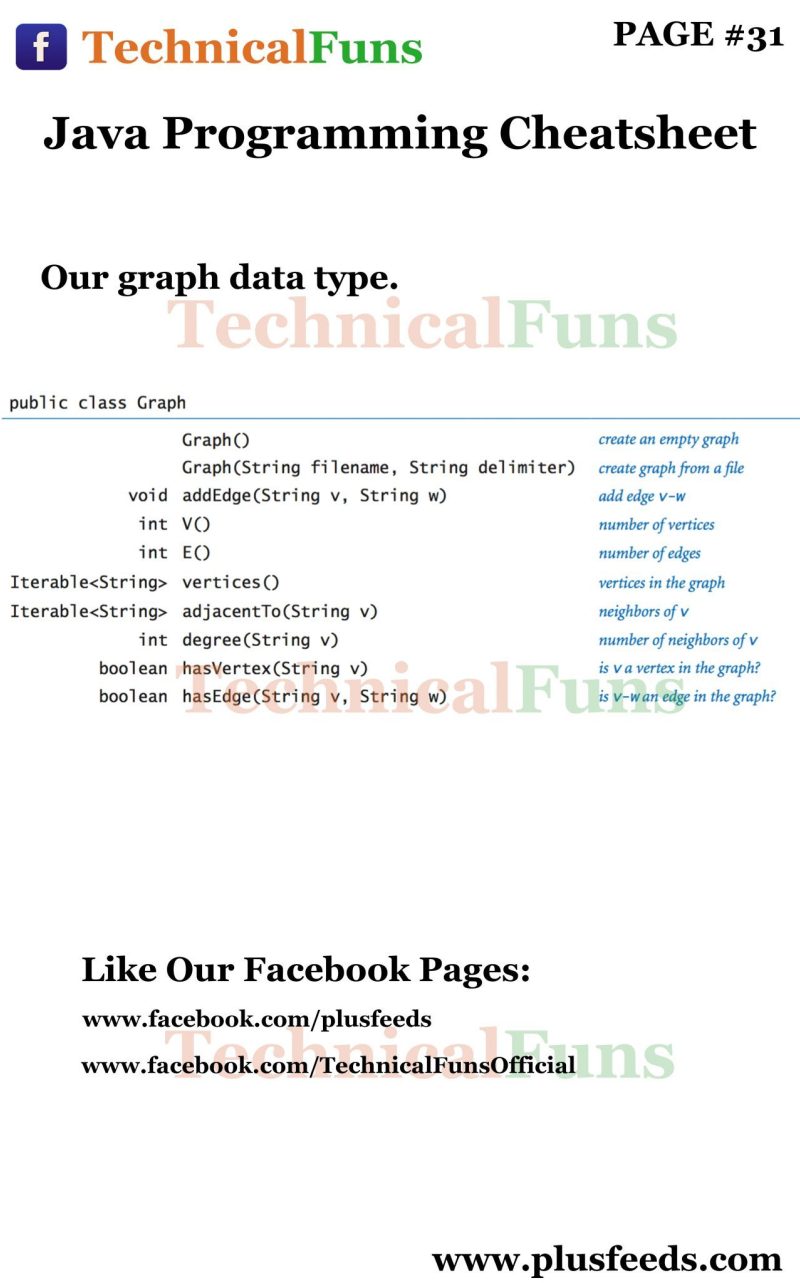 f TechnicalFuns
PAGE #31
Java Programming Cheatsheet
Our graph data type.
TechnicalFuns
public class Graph
Graph() create an empty graph
Graph(String filename, String delimiter) create graph from a file
void addEdge(String v, String w) add edge v-w
int V() number of vertices
int E() number of edges
Iterable<String> vertices() vertices in the graph
Iterable<String> adjacentTo(String v) neighbors of v
int degree(String v) number of neighbors of v
boolean hasVertex(String v) is v a vertex in the graph?
TechnicalFuns
boolean hasEdge(String v, String w) is v-w an edge in the graph?
Like Our Facebook Pages:
www.facebook.com/plusfeeds
TechnicalFuns
www.facebook.com/TechnicalFunsOfficial
www.plusfeeds.com